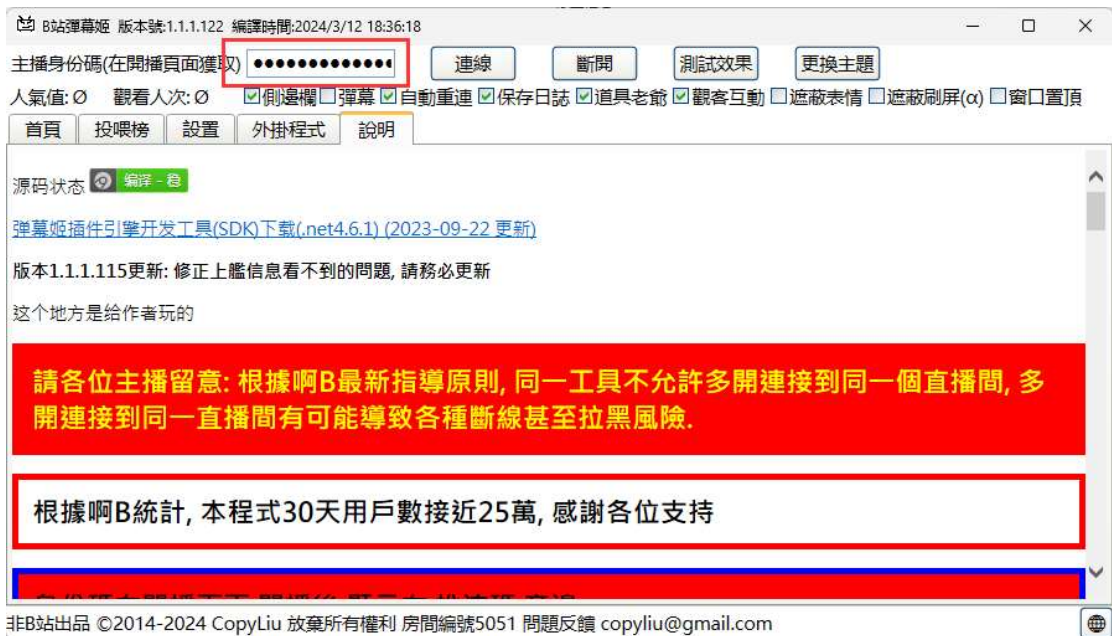 B站彈幕姬 版本號:1.1.1.122 編譯時間:2024/3/12 18:36:18
主播身份碼(在開播頁面獲取) ●●●●●●●●●●●●● 連線 斷開 測試效果 更换主題
人氣值:Ø 觀看人次:Ø 側邊欄 彈幕 自動重連 保存日誌 道具老爺 觀客互動 遮蔽表情 遮蔽刷屏(α) 窗口置頂
首頁 投喂榜 設置 外掛程式 說明
源码状态 编译 - 稳
弹幕姬插件引擎开发工具(SDK)下载(.net4.6.1) (2023-09-22 更新)
版本1.1.1.115更新: 修正上艦信息看不到的問題, 請務必更新
这个地方是给作者玩的
請各位主播留意: 根據啊B最新指導原則, 同一工具不允許多開連接到同一個直播間, 多
開連接到同一直播間有可能導致各種斷線甚至拉黑風險.
根據啊B統計, 本程式30天用戶數接近25萬, 感謝各位支持
非B站出品 ©2014-2024 CopyLiu 放棄所有權利 房間編號5051 問題反饋 copyliu@gmail.com